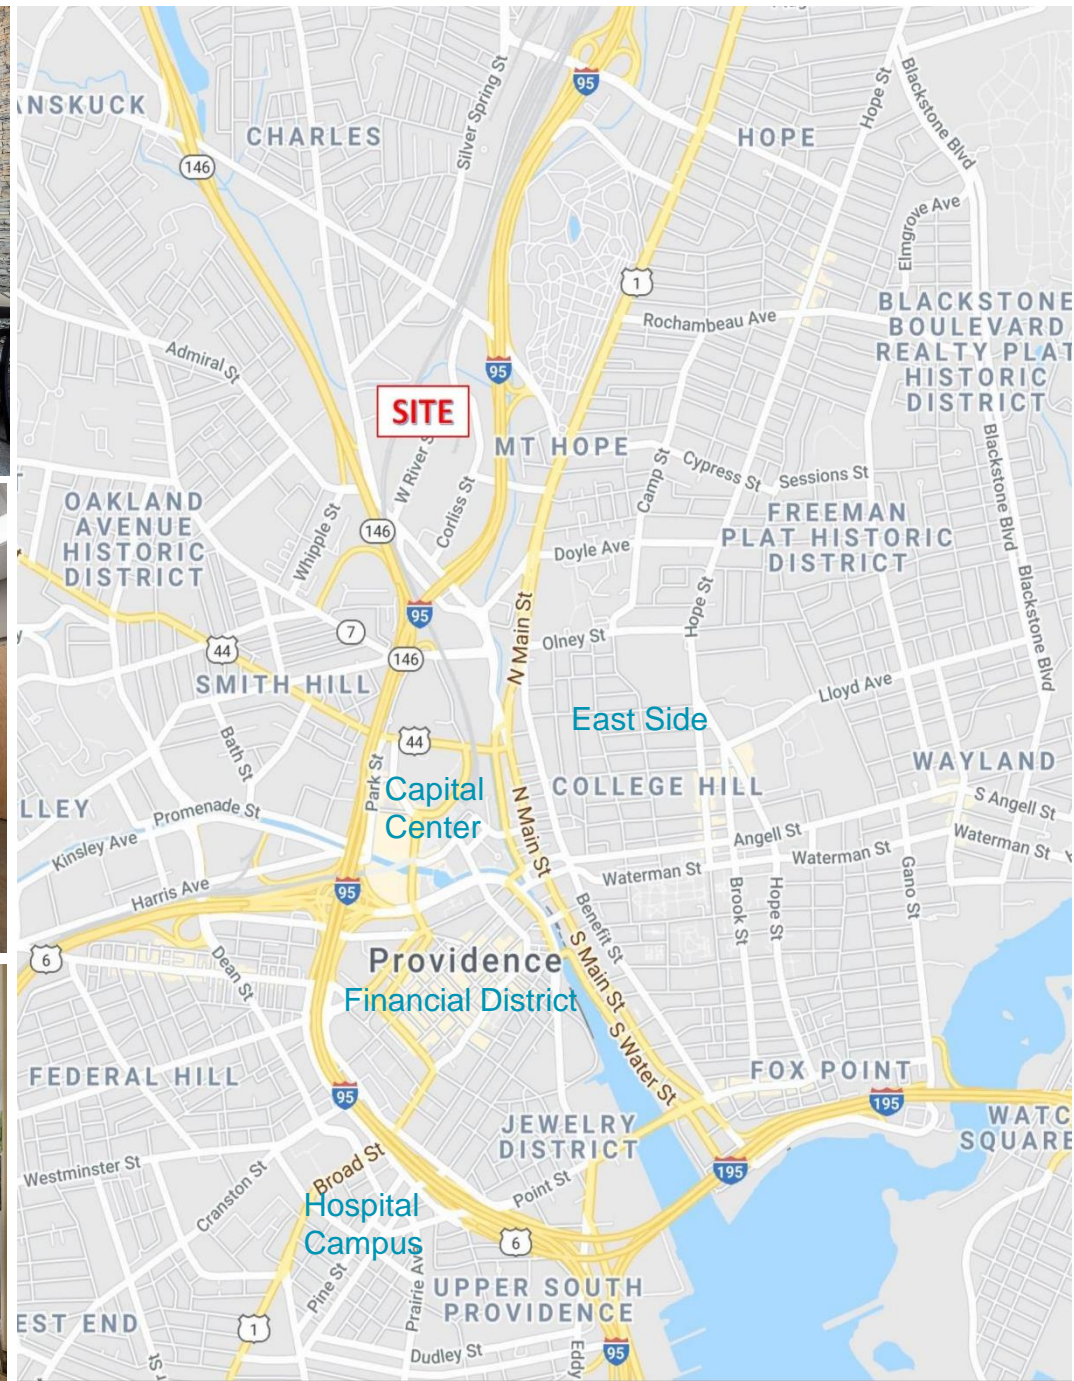 ANSKUCK
CHARLES
Silver Spring St
95
HOPE
Hope St
Blackstone Blvd
146
Elmgrove Ave
1
Rochambeau Ave
BLACKSTONE
BOULEVARD
REALTY PLAT
HISTORIC
DISTRICT
Admiral St
95
SITE
MT HOPE
W River S
Corliss St
Camp St
Cypress St
Sessions St
Blackstone Blvd
OAKLAND
AVENUE
HISTORIC
DISTRICT
Whipple St
146
FREEMAN
PLAT HISTORIC
DISTRICT
Doyle Ave
Blackstone Blvd
95
7
N Main St
Olney St
Hope St
44
146
SMITH HILL
Lloyd Ave
East Side
Bath St
44
Park St
WAYLAND
Capital
Center
COLLEGE HILL
LLEY
Promenade St
N Main St
S Angell St
Kinsley Ave
Angell St
Waterman St
Waterman St
Harris Ave
95
Waterman St
Brook St
Hope St
Gano St
Benefit St
6
Dean St
Providence
Financial District
S Main St
S Water St
FEDERAL HILL
95
FOX POINT
195
JEWELRY
DISTRICT
WATC
SQUARE
Westminster St
Broad St
Cranston St
Point St
195
Hospital
Campus
6
Pine St
Prairie Ave
UPPER SOUTH
PROVIDENCE
EST END
1
Dudley St
Eddy
95